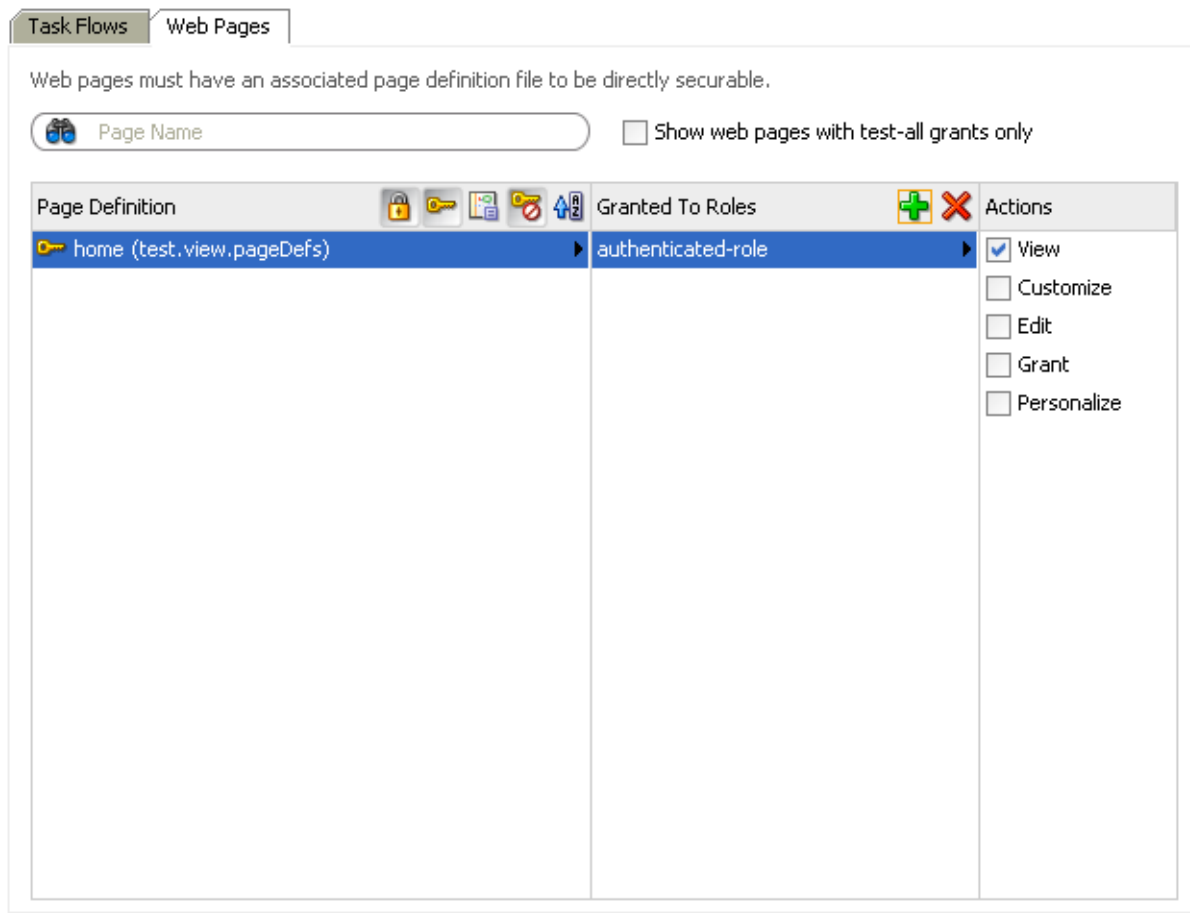 Task Flows Web Pages
Web pages must have an associated page definition file to be directly securable.
Page Name Show web pages with test-all grants only
Page Definition Granted To Roles Actions
home (test.view.pageDefs) authenticated-role View
Customize
Edit
Grant
Personalize